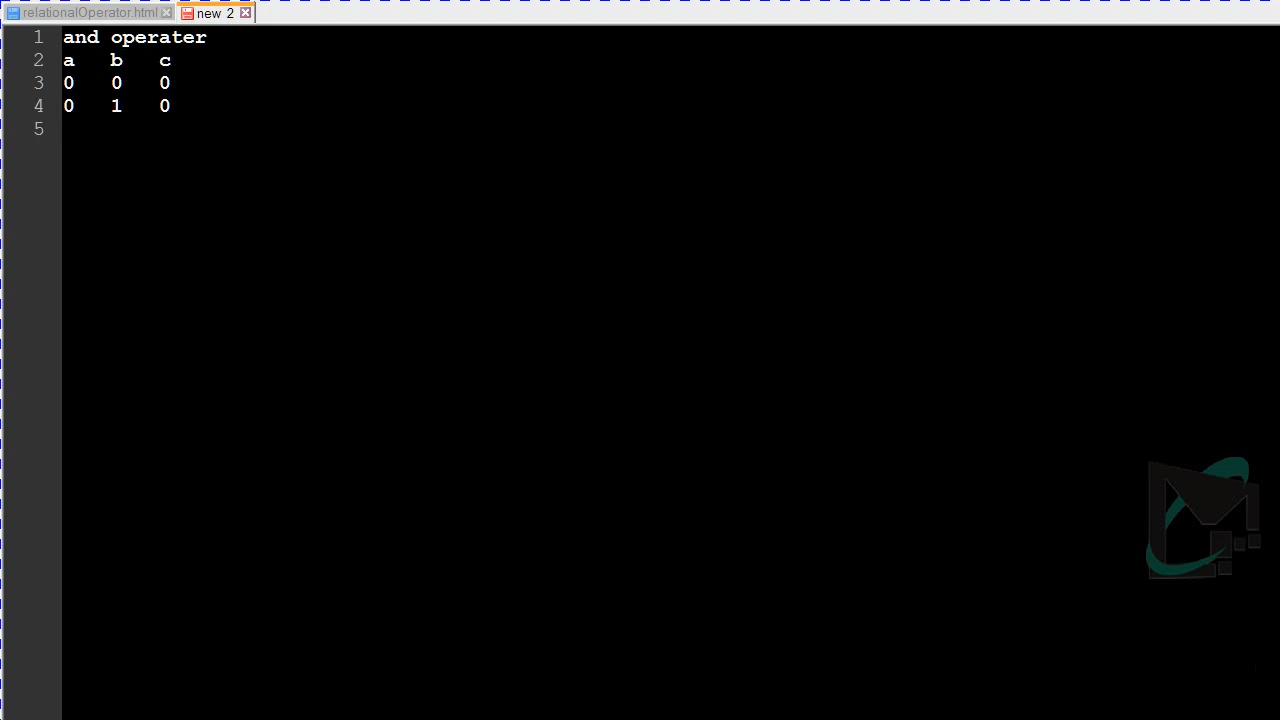 relationalOperator.html new 2
1 and operater
2 a b c
3 0 0 0
4 0 1 0
5